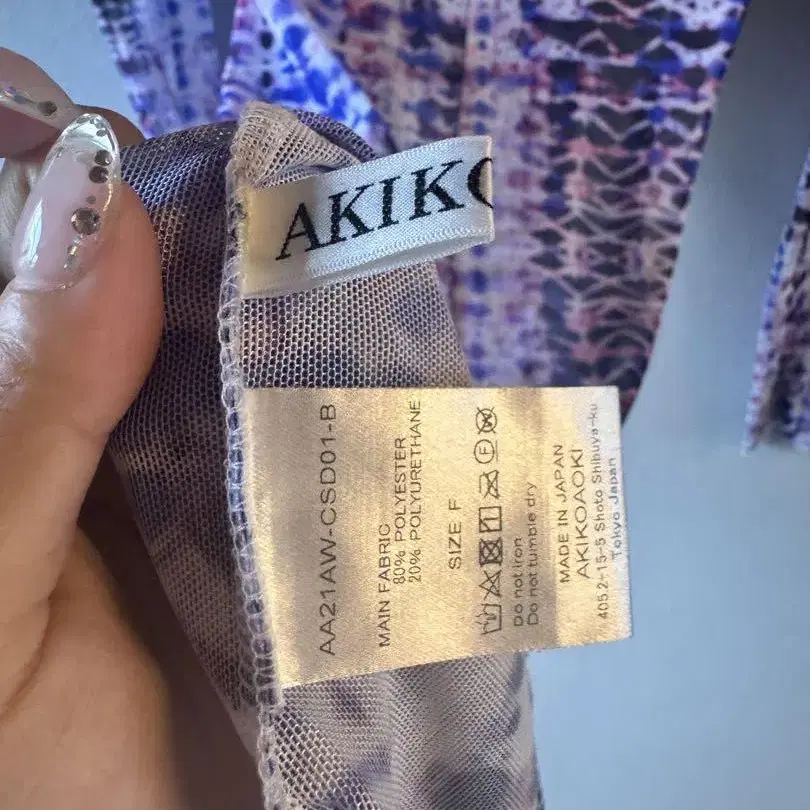 AKIKO
AA21AW-CSD01-B
MAIN FABRIC
80% POLYESTER
20% POLYURETHANE
SIZE F
Do not iron
Do not tumble dry
MADE IN JAPAN
AKIKOAOKI
405.2-15-5 Shoto Shibuya-ku
Tokyo Japan